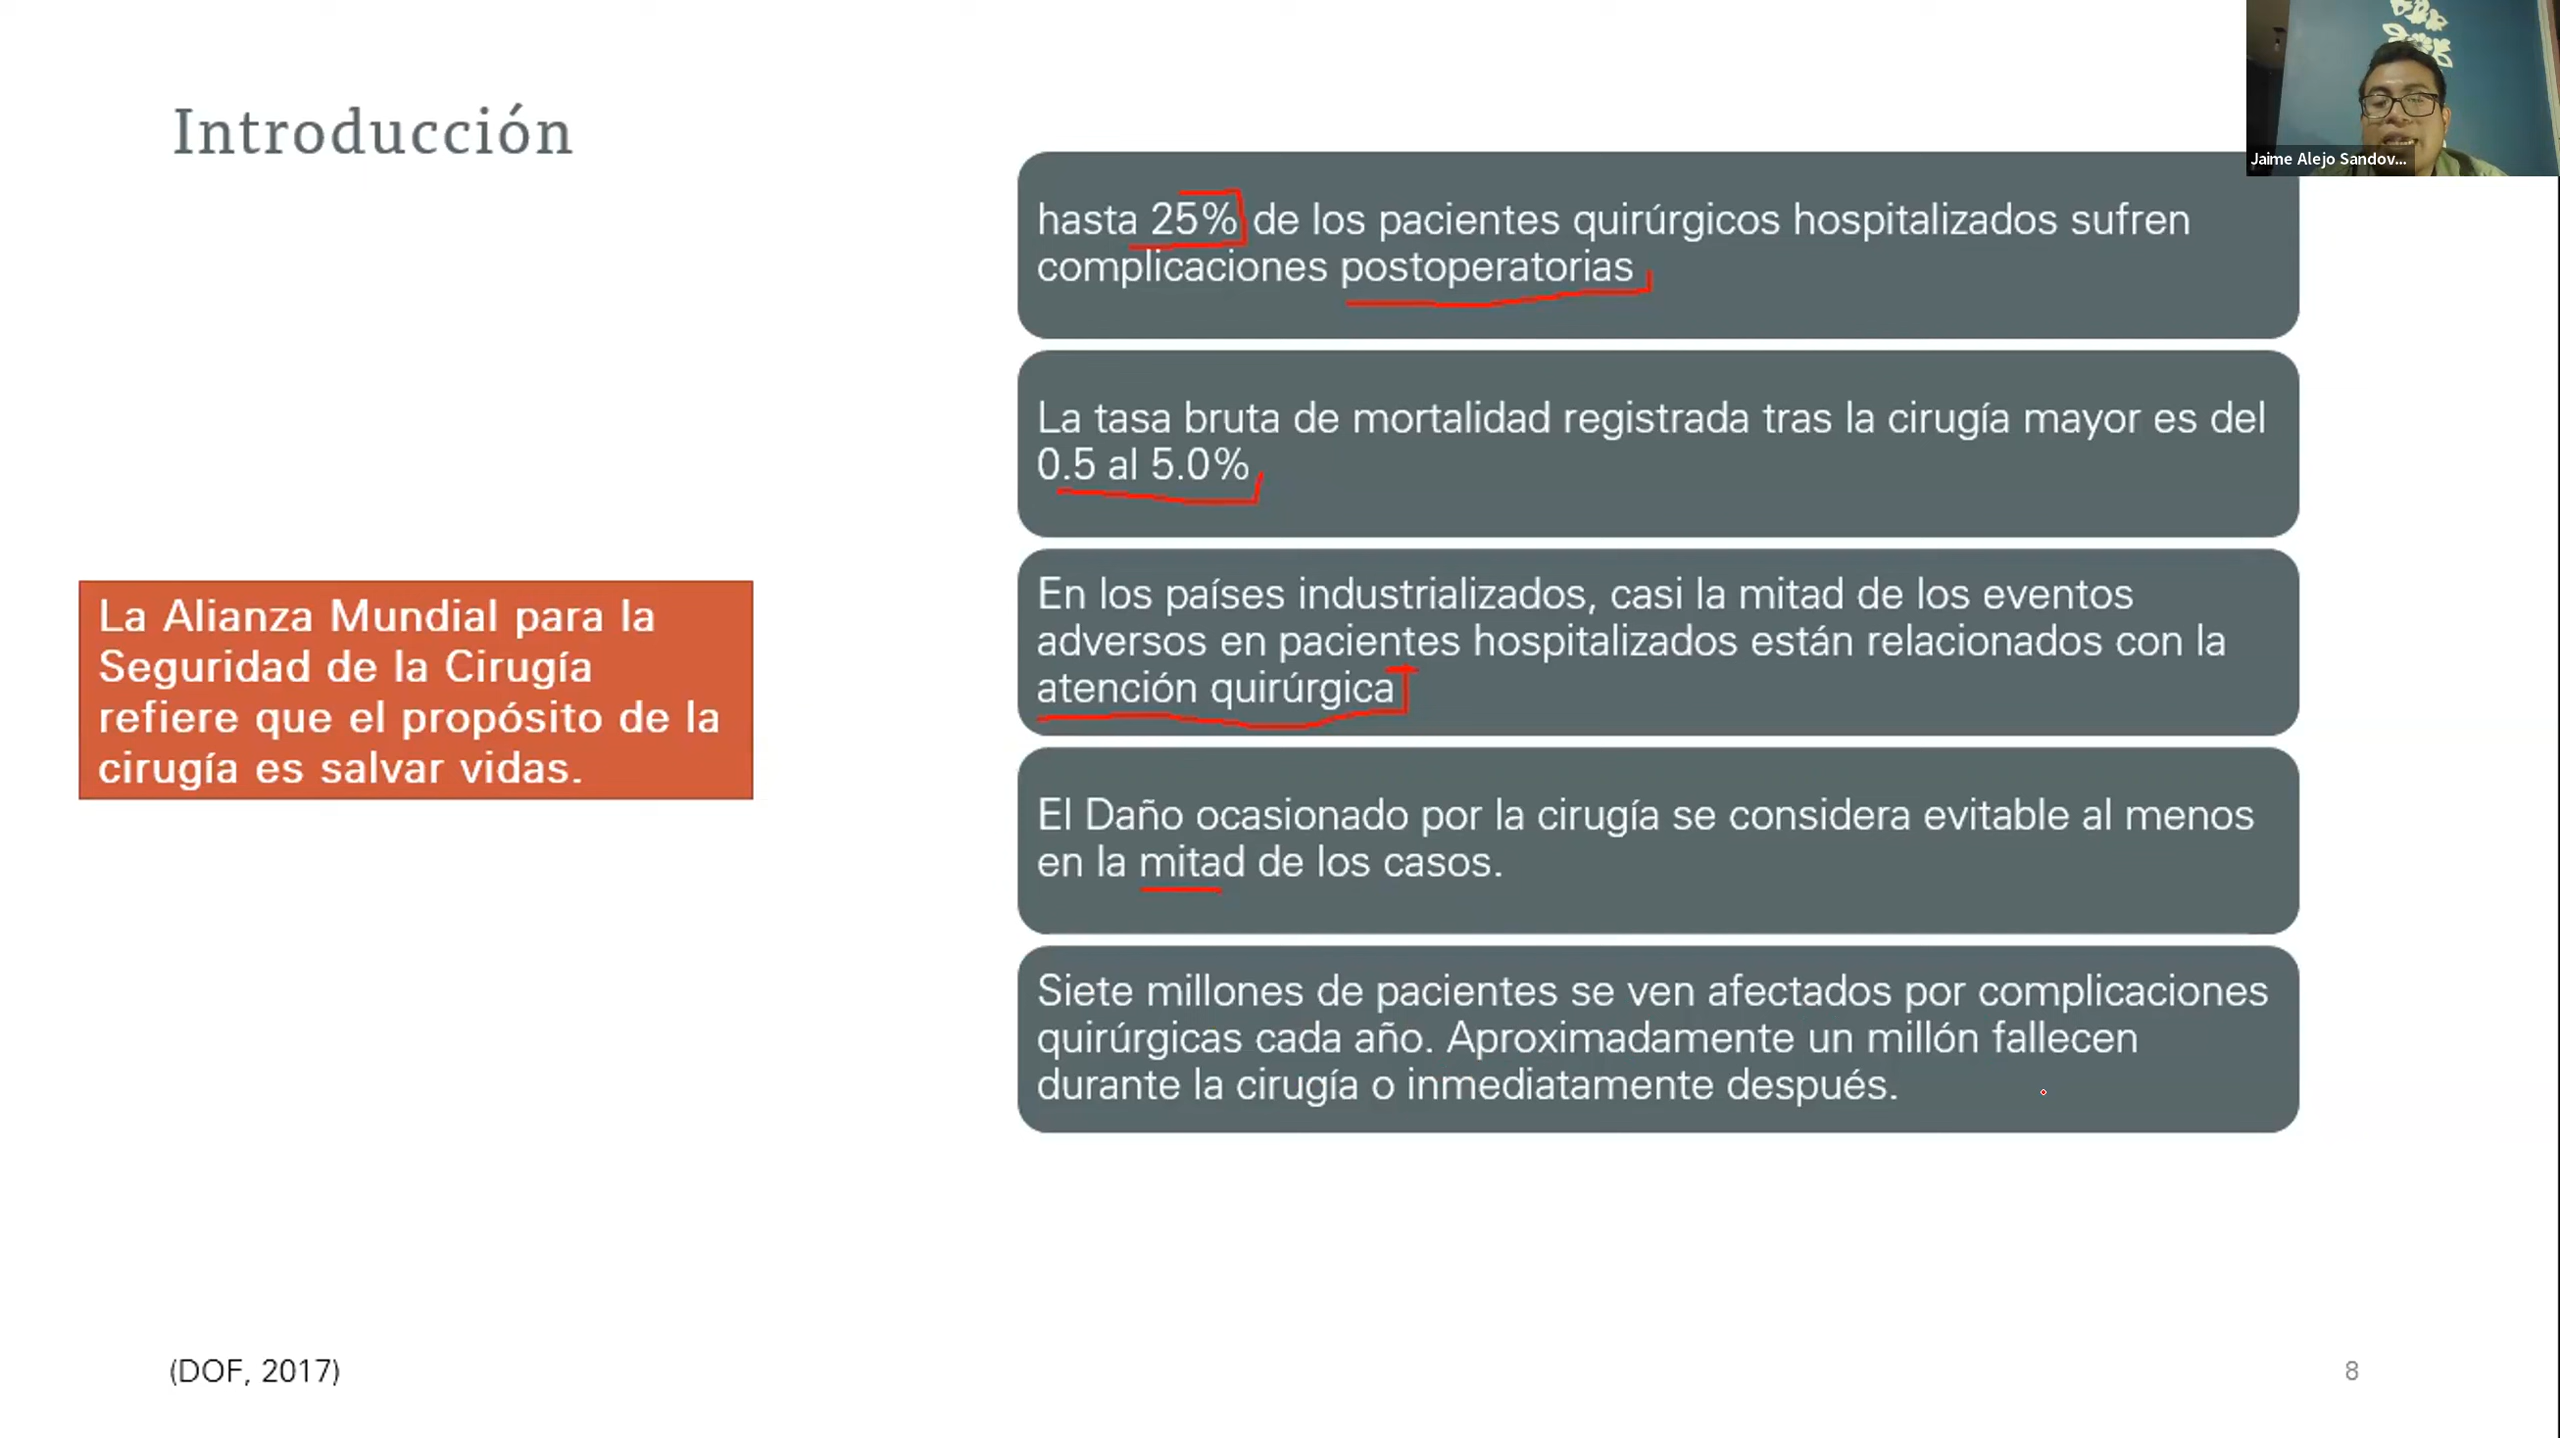 Introducción
Jaime Alejo Sandov...
hasta 25% de los pacientes quirúrgicos hospitalizados sufren
complicaciones postoperatorias
La tasa bruta de mortalidad registrada tras la cirugía mayor es del
0.5 al 5.0%
La Alianza Mundial para la
Seguridad de la Cirugía
refiere que el propósito de la
cirugía es salvar vidas.
En los países industrializados, casi la mitad de los eventos
adversos en pacientes hospitalizados están relacionados con la
atención quirúrgica
El Daño ocasionado por la cirugía se considera evitable al menos
en la mitad de los casos.
Siete millones de pacientes se ven afectados por complicaciones
quirúrgicas cada año. Aproximadamente un millón fallecen
durante la cirugía o inmediatamente después.
(DOF, 2017)
8